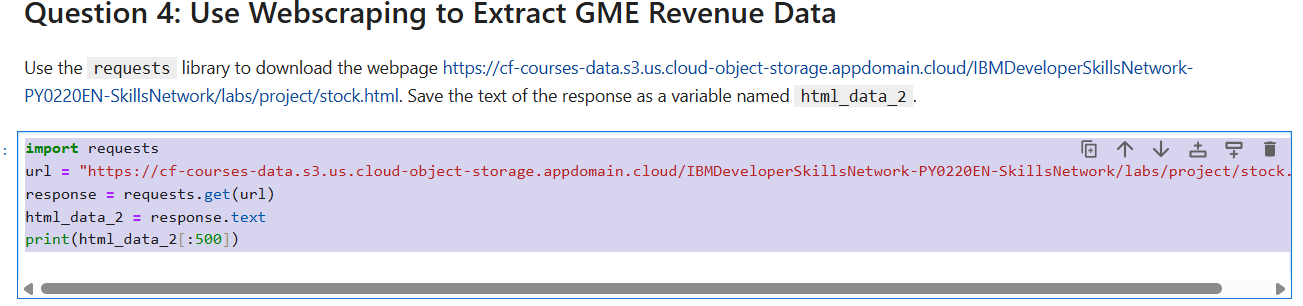 Question 4: Use Webscraping to Extract GME Revenue Data
Use the requests library to download the webpage https://cf-courses-data.s3.us.cloud-object-storage.appdomain.cloud/IBMDeveloperSkillsNetwork-
PY0220EN-SkillsNetwork/labs/project/stock.html. Save the text of the response as a variable named html_data_2.
:
import requests
url = "https://cf-courses-data.s3.us.cloud-object-storage.appdomain.cloud/IBMDeveloperSkillsNetwork-PY0220EN-SkillsNetwork/labs/project/stock.
response = requests.get(url)
html_data_2 = response.text
print(html_data_2[:500])